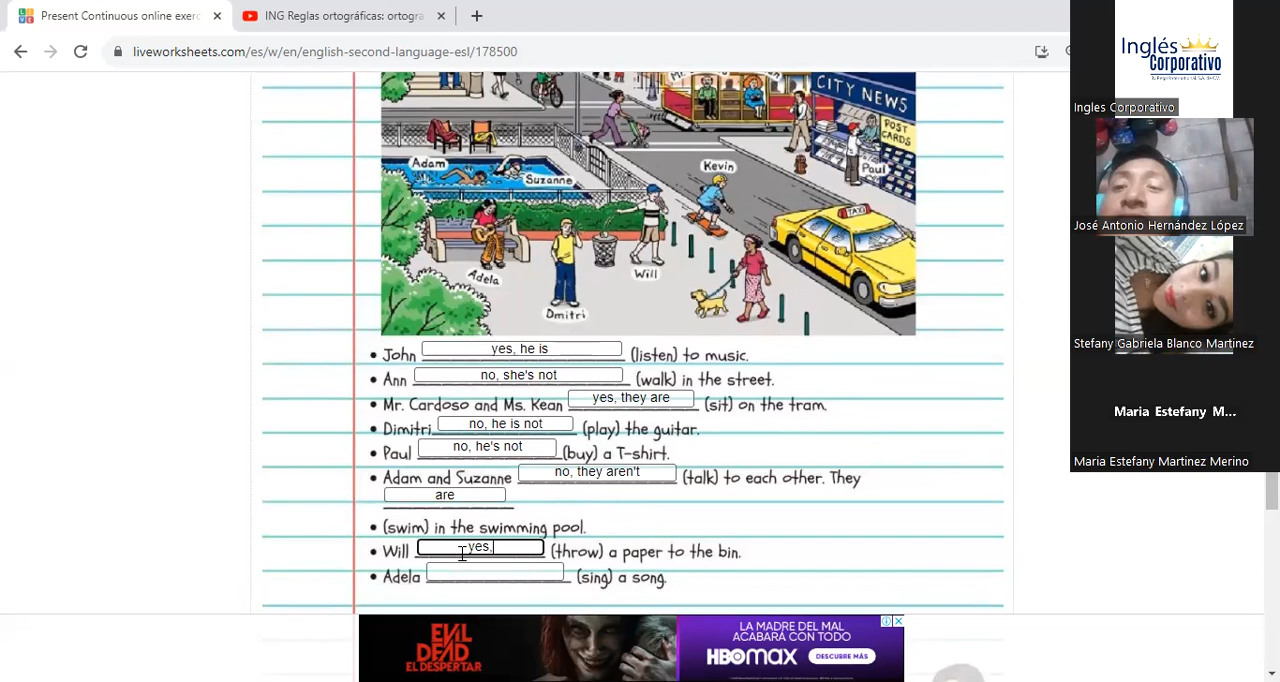 Present Continuous online exerc
ING Reglas ortográficas: ortogra
liveworksheets.com/es/w/en/english-second-language-esl/178500
CITY NEWS
POST CARDS
Adam
Suzanne
Kevin
Paul
Adela
Will
Dmitri
TAXI
• John yes, he is (listen) to music.
• Ann no, she's not (walk) in the street.
• Mr. Cardoso and Ms. Kean yes, they are (sit) on the tram.
• Dimitri no, he is not (play) the guitar.
• Paul no, he's not (buy) a T-shirt.
• Adam and Suzanne no, they aren't (talk) to each other. They
are
• (swim) in the swimming pool.
• Will yes, (throw) a paper to the bin.
• Adela (sing) a song.
EVIL DEAD
EL DESPERTAR
LA MADRE DEL MAL
ACABARÁ CON TODO
HBOmax
DESCUBRE MÁS
Inglés
Corporativo
Ingles Corporativo
José Antonio Hernández López
Stefany Gabriela Blanco Martinez
Maria Estefany M...
Maria Estefany Martinez Merino